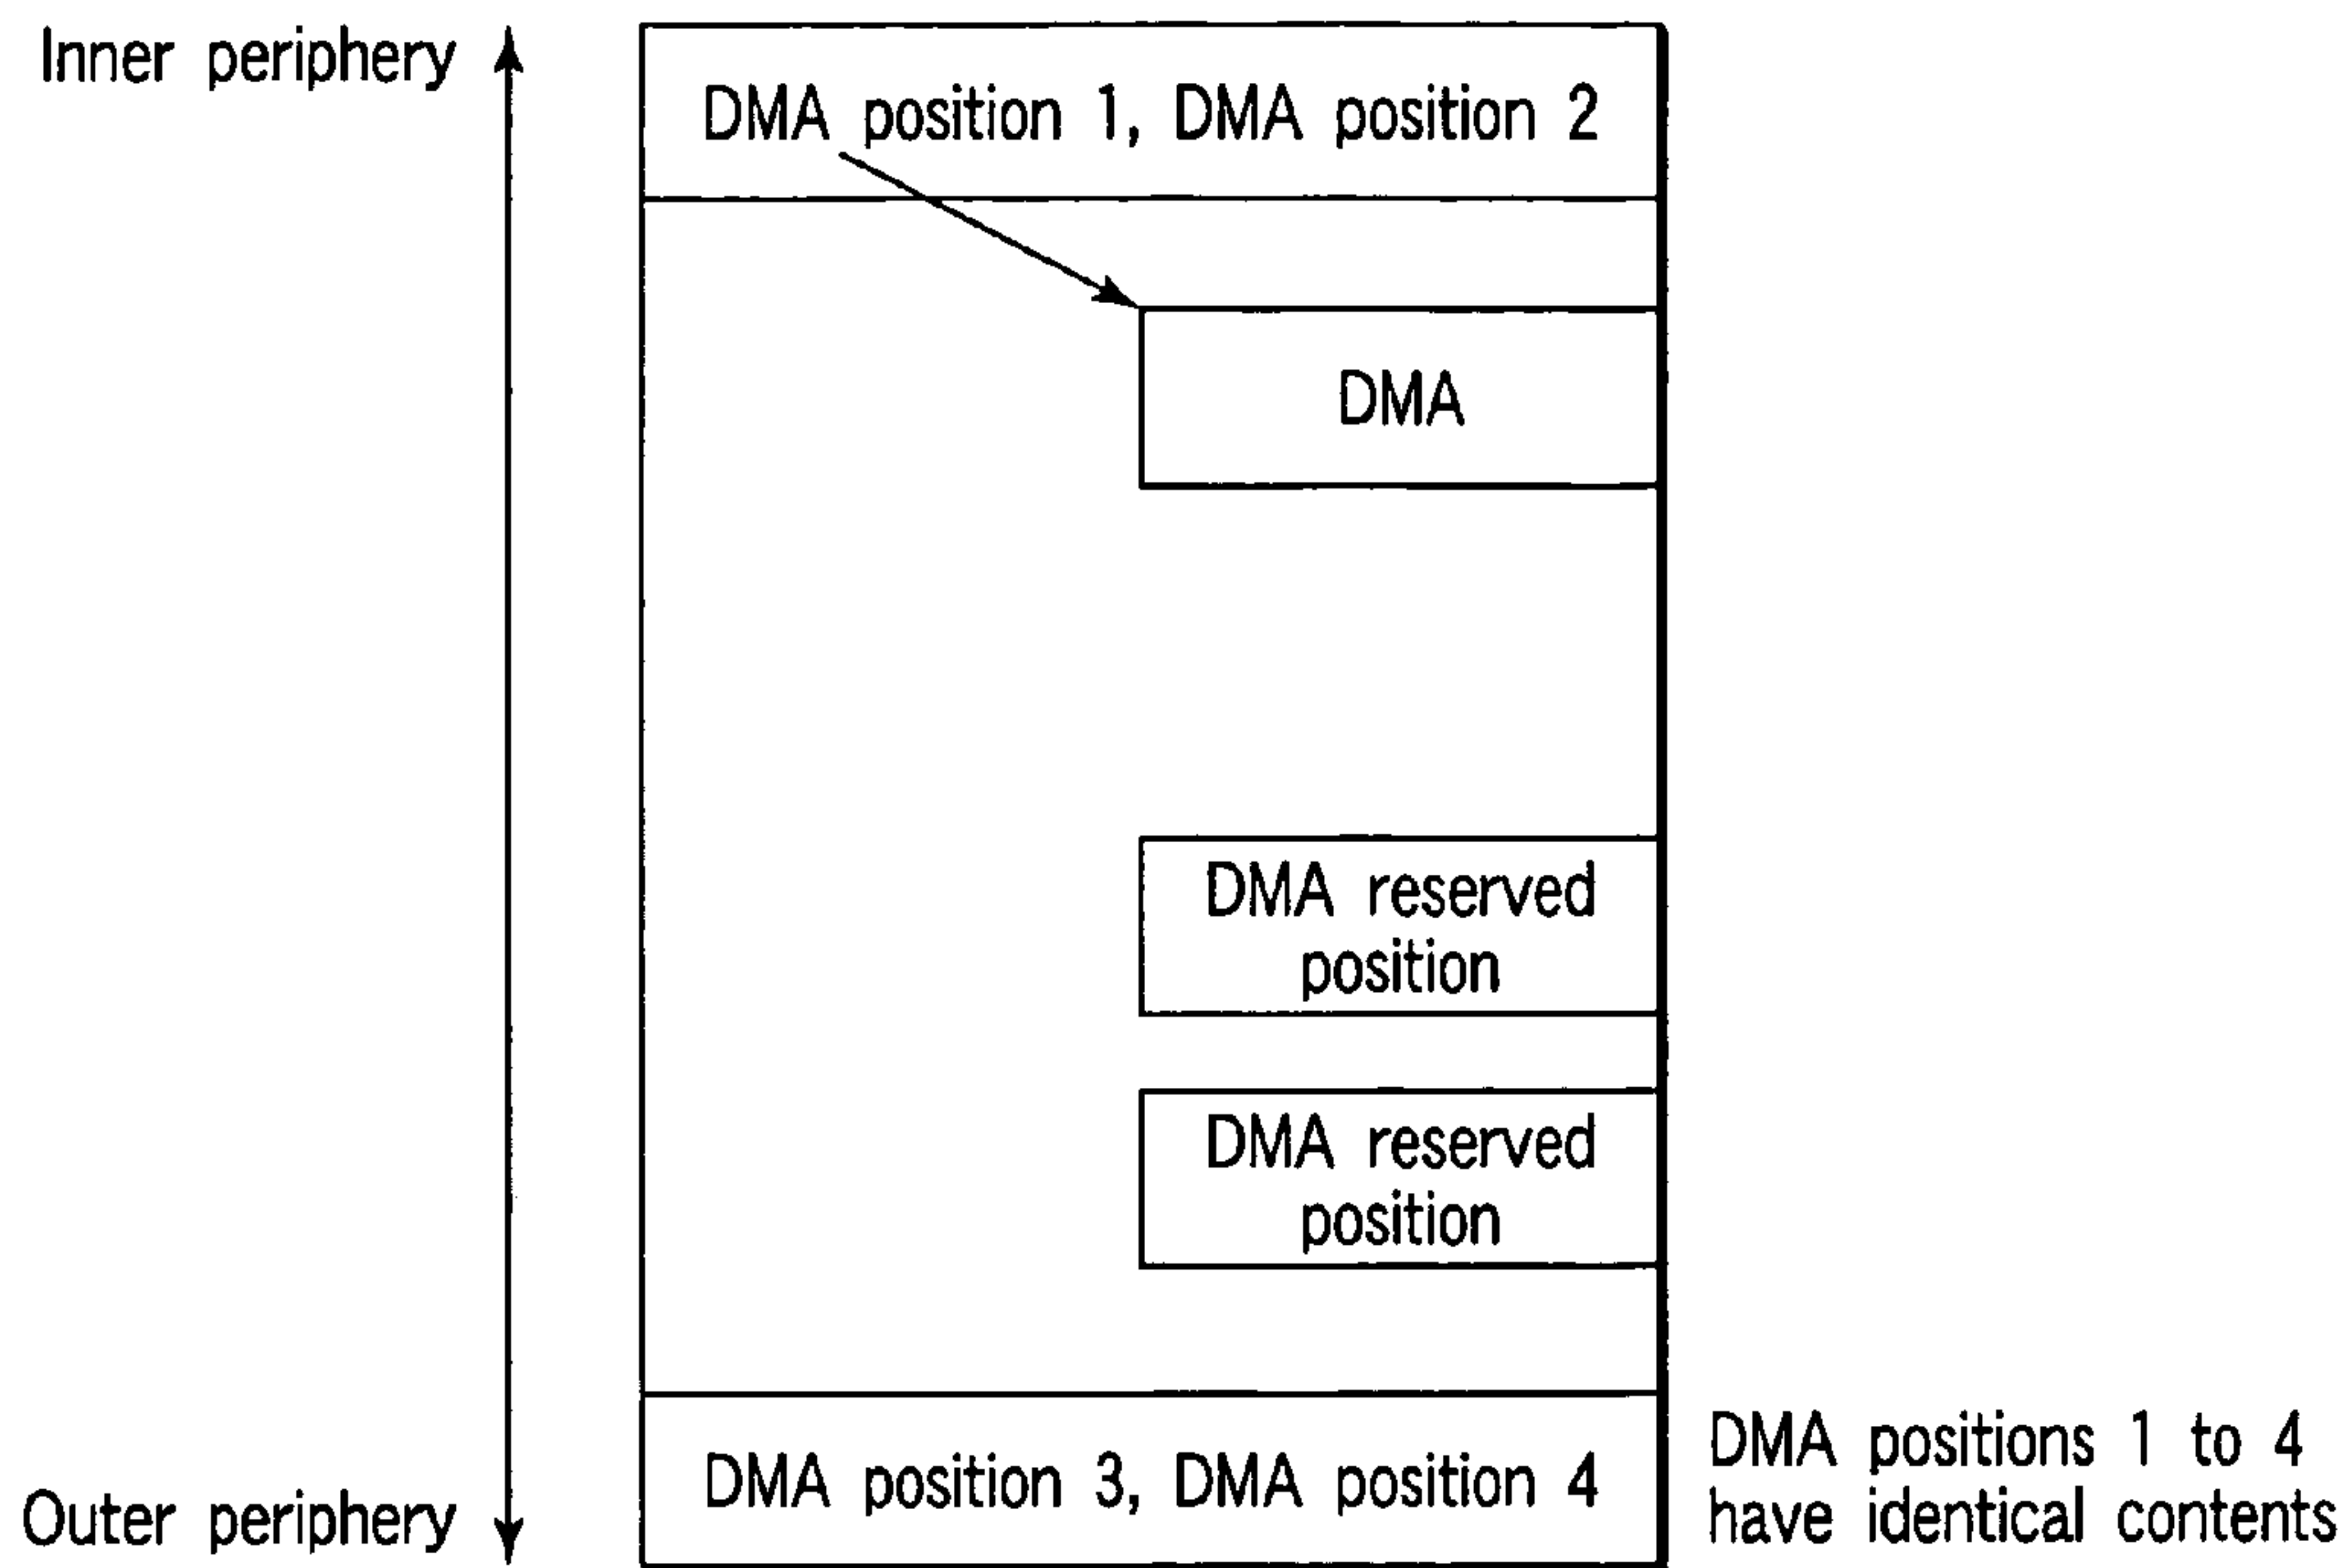 Inner periphery
DMA position 1, DMA position 2
DMA
DMA reserved
position
DMA reserved
position
DMA position 3, DMA position 4
Outer periphery
DMA positions 1 to 4
have identical contents